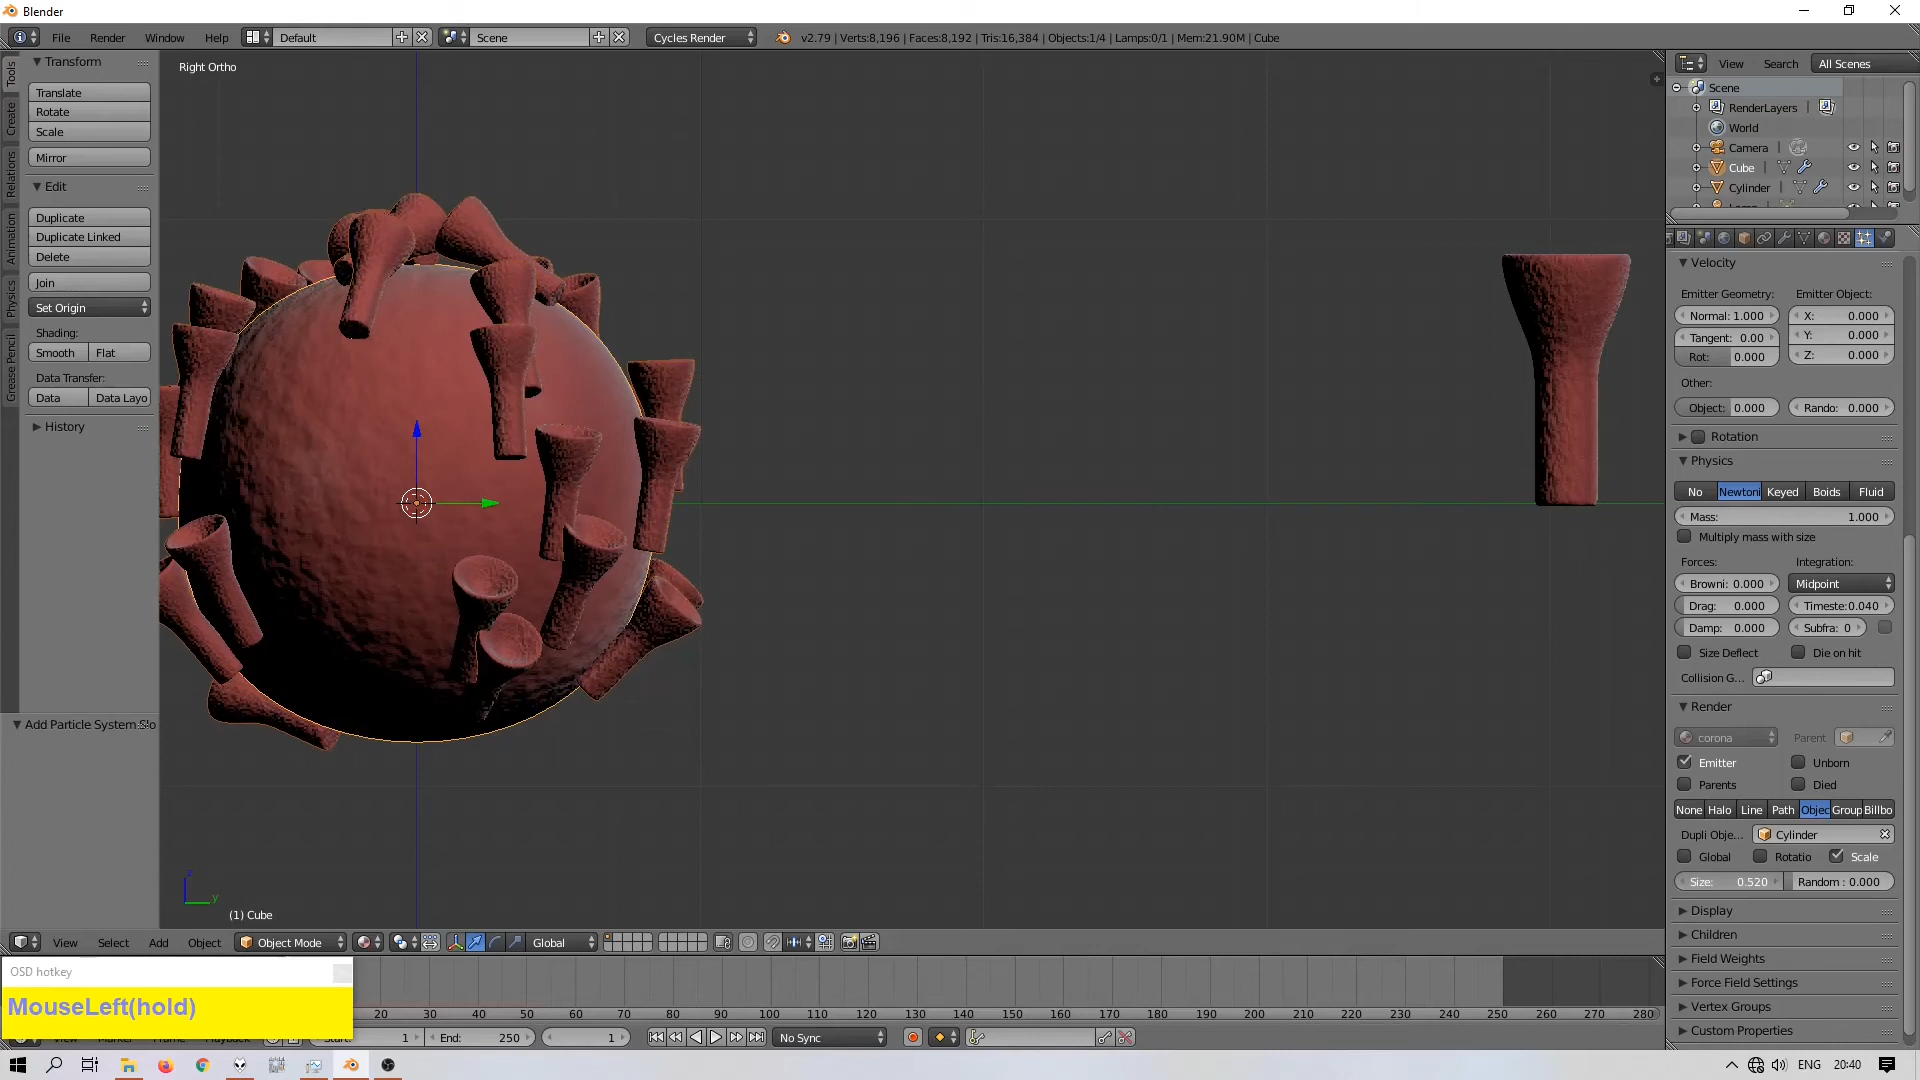 Blender
File Render Window Help Default Scene Cycles Render v2.79 | Verts:8,196 | Faces:8,192 | Tris:16,384 | Objects:1/4 | Lamps:0/1 | Mem:21.90M | Cube
Tools
Create
Relations
Animation
Physics
Grease Pencil
Transform
Translate
Rotate
Scale
Mirror
Edit
Duplicate
Duplicate Linked
Delete
Join
Set Origin
Shading:
Smooth Flat
Data Transfer:
Data Data Layo
History
Add Particle System Slo
Right Ortho
z
y
(1) Cube
View Search All Scenes
Scene
RenderLayers
World
Camera
Cube
Cylinder
Velocity
Emitter Geometry: Emitter Object:
Normal: 1.000 X: 0.000
Tangent: 0.00 Y: 0.000
Rot: 0.000 Z: 0.000
Other:
Object: 0.000 Rando: 0.000
Rotation
Physics
No Newtoni Keyed Boids Fluid
Mass: 1.000
Multiply mass with size
Forces: Integration:
Browni: 0.000 Midpoint
Drag: 0.000 Timeste:0.040
Damp: 0.000 Subfra: 0
Size Deflect Die on hit
Collision G...
Render
corona Parent
Emitter Unborn
Parents Died
None Halo Line Path Objec Group Billbo
Dupli Obje... Cylinder
Global Rotatio Scale
Size: 0.520 Random : 0.000
Display
Children
Field Weights
Force Field Settings
Vertex Groups
Custom Properties
View Select Add Object Object Mode Global
OSD hotkey
MouseLeft(hold)
20 30 40 50 60 70 80 90 100 110 120 130 140 150 160 170 180 190 200 210 220 230 240 250 260 270 280
1 End: 250 1 No Sync
ENG 20:40